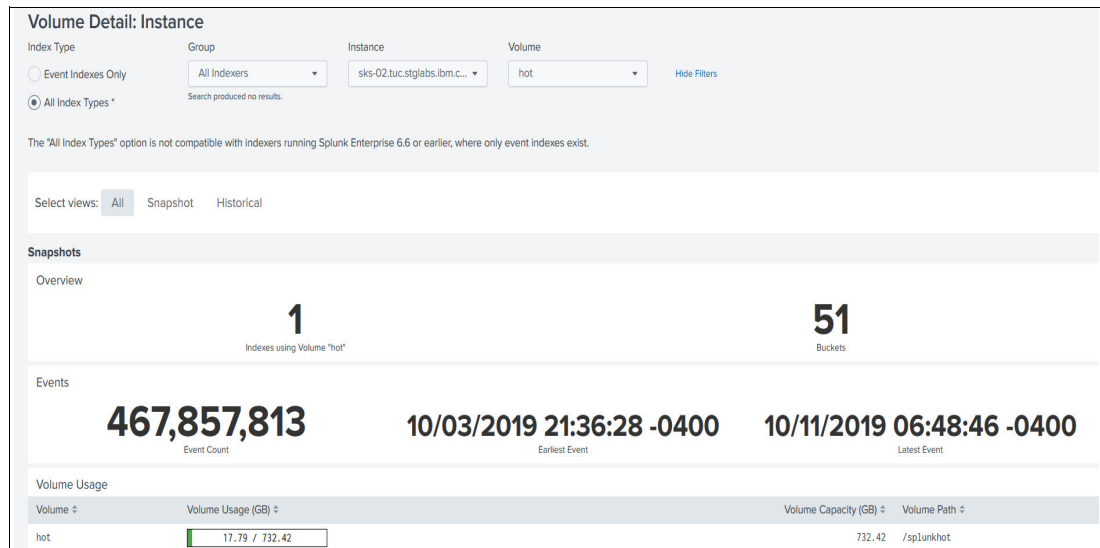 Volume Detail: Instance
Index Type Group Instance Volume
Event Indexes Only All Indexers sks-02.tuc.stglabs.ibm.c... hot Hide Filters
All Index Types * Search produced no results.
The "All Index Types" option is not compatible with indexers running Splunk Enterprise 6.6 or earlier, where only event indexes exist.
Select views: All Snapshot Historical
Snapshots
Overview
1 51
Indexes using Volume "hot" Buckets
Events
467,857,813 10/03/2019 21:36:28 -0400 10/11/2019 06:48:46 -0400
Event Count Earliest Event Latest Event
Volume Usage
Volume Volume Usage (GB) Volume Capacity (GB) Volume Path
hot 17.79 / 732.42 732.42 /splunkhot